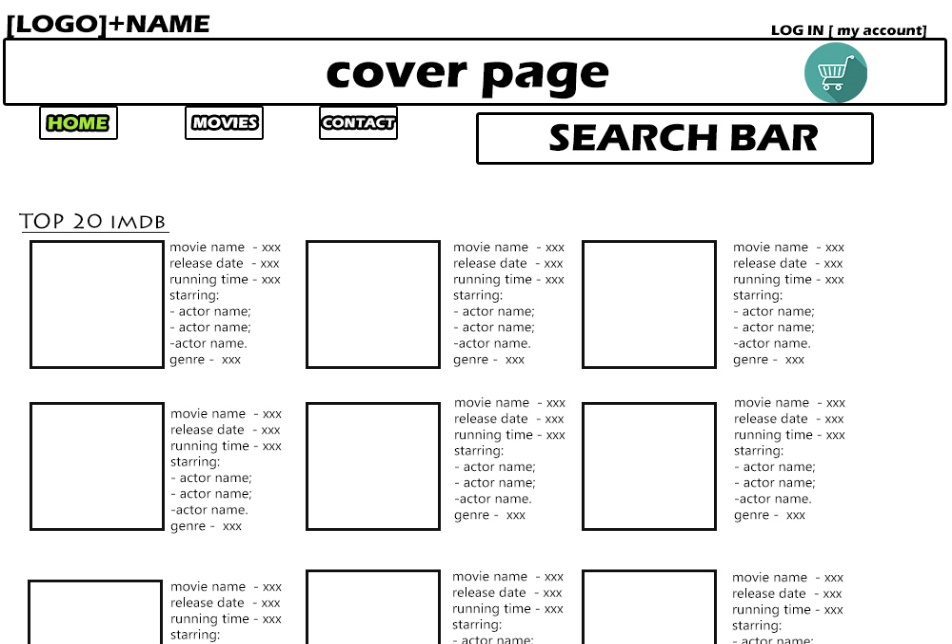 [LOGO]+NAME
LOG IN [ my account]
cover page
HOME
MOVIES
CONTACT
SEARCH BAR
TOP 20 IMDB
movie name - xxx
release date - xxx
running time - xxx
starring:
- actor name;
- actor name;
-actor name.
genre - xxx
movie name - xxx
release date - xxx
running time - xxx
starring:
- actor name;
- actor name;
-actor name.
genre - xxx
movie name - xxx
release date - xxx
running time - xxx
starring:
- actor name;
- actor name;
-actor name.
genre - xxx
movie name - xxx
release date - xxx
running time - xxx
starring:
- actor name;
- actor name;
-actor name.
genre - xxx
movie name - xxx
release date - xxx
running time - xxx
starring:
- actor name;
- actor name;
-actor name.
genre - xxx
movie name - xxx
release date - xxx
running time - xxx
starring:
- actor name;
- actor name;
-actor name.
genre - xxx
movie name - xxx
release date - xxx
running time - xxx
starring:
movie name - xxx
release date - xxx
running time - xxx
starring:
- actor name;
movie name - xxx
release date - xxx
running time - xxx
starring:
- actor name;